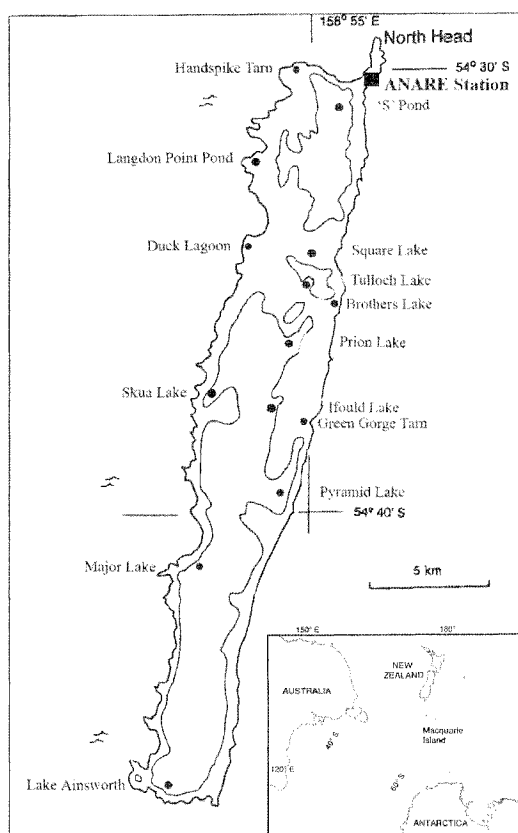 158° 55' E
North Head
Handspike Tarn
54° 30' S
ANARE Station
'S' Pond
Langdon Point Pond
Duck Lagoon
Square Lake
Tulloch Lake
Brothers Lake
Prion Lake
Skua Lake
Ifould Lake
Green Gorge Tarn
Pyramid Lake
54° 40' S
Major Lake
5 km
150° E
180°
NEW
ZEALAND
AUSTRALIA
Macquarie
Island
40° S
120° E
60° S
Lake Ainsworth
ANTARCTICA